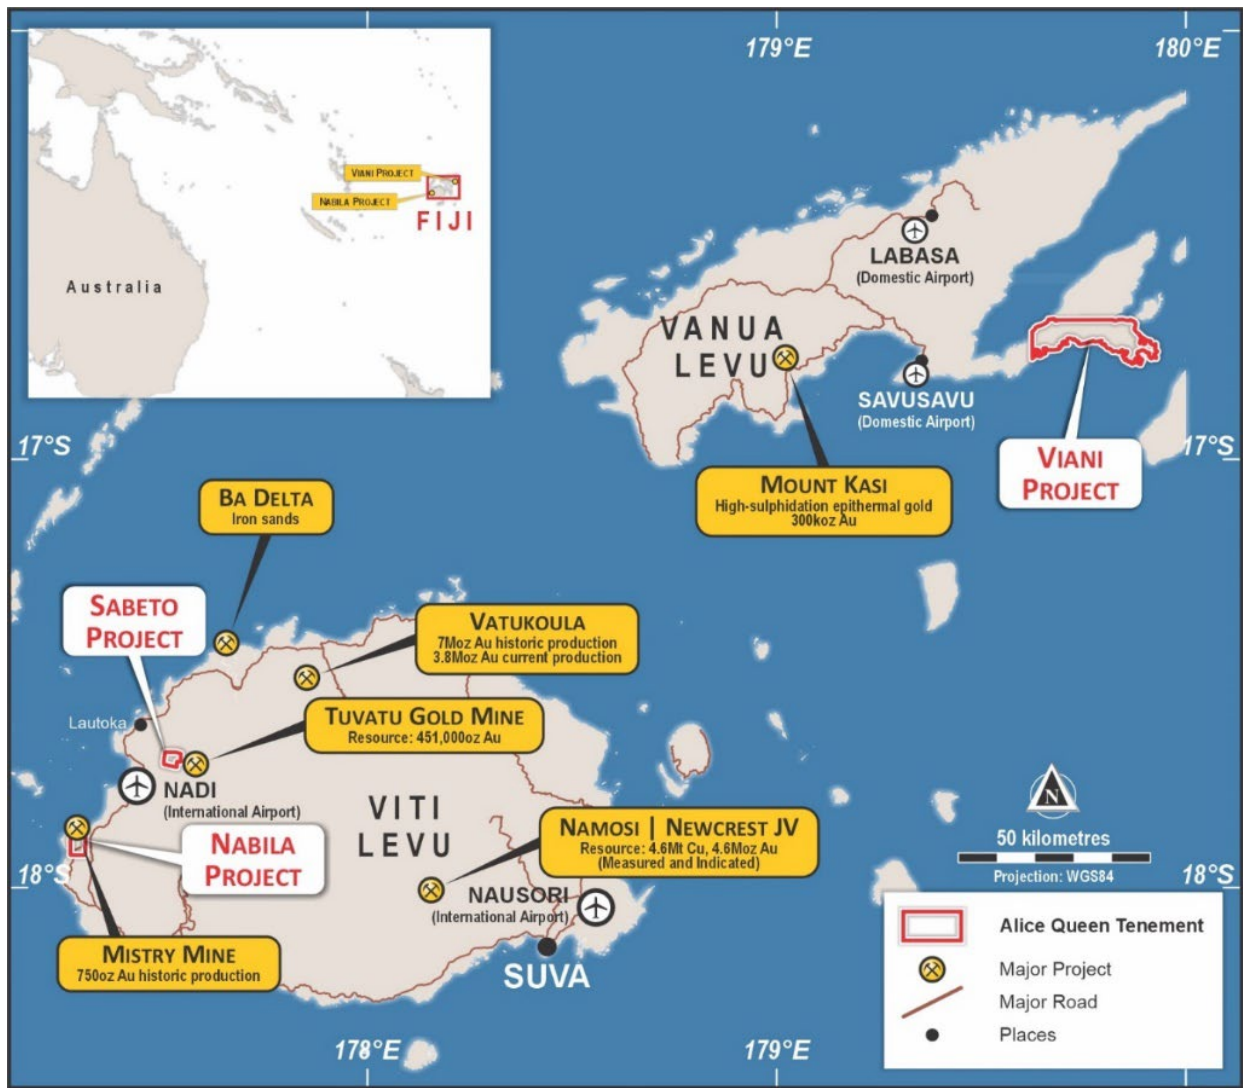 179°E
180°E
VIANI PROJECT
NABILA PROJECT
FIJI
Australia
LABASA
(Domestic Airport)
VANUA
LEVU
SAVUSAVU
(Domestic Airport)
17°S
17°S
VIANI
PROJECT
MOUNT KASI
High-sulphidation epithermal gold
300koz Au
BA DELTA
Iron sands
SABETO
PROJECT
VATUKOULA
7Moz Au historic production
3.8Moz Au current production
Lautoka
TUVATU GOLD MINE
Resource: 451,000oz Au
NADI
(International Airport)
VITI
LEVU
NAMOSI | NEWCREST JV
Resource: 4.6Mt Cu, 4.6Moz Au
(Measured and Indicated)
N
50 kilometres
Projection: WGS84
NABILA
PROJECT
18°S
18°S
NAUSORI
(International Airport)
MISTRY MINE
750oz Au historic production
SUVA
Alice Queen Tenement
Major Project
Major Road
Places
178°E
179°E